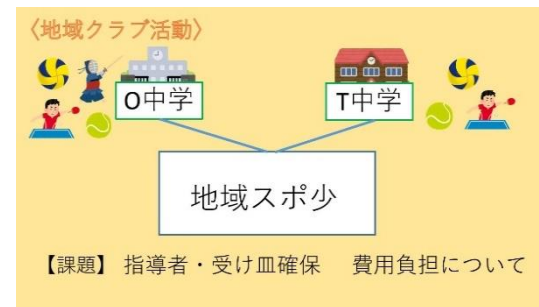 〈地域クラブ活動〉
O中学
T中学
地域スポ少
【課題】 指導者・受け皿確保 費用負担について